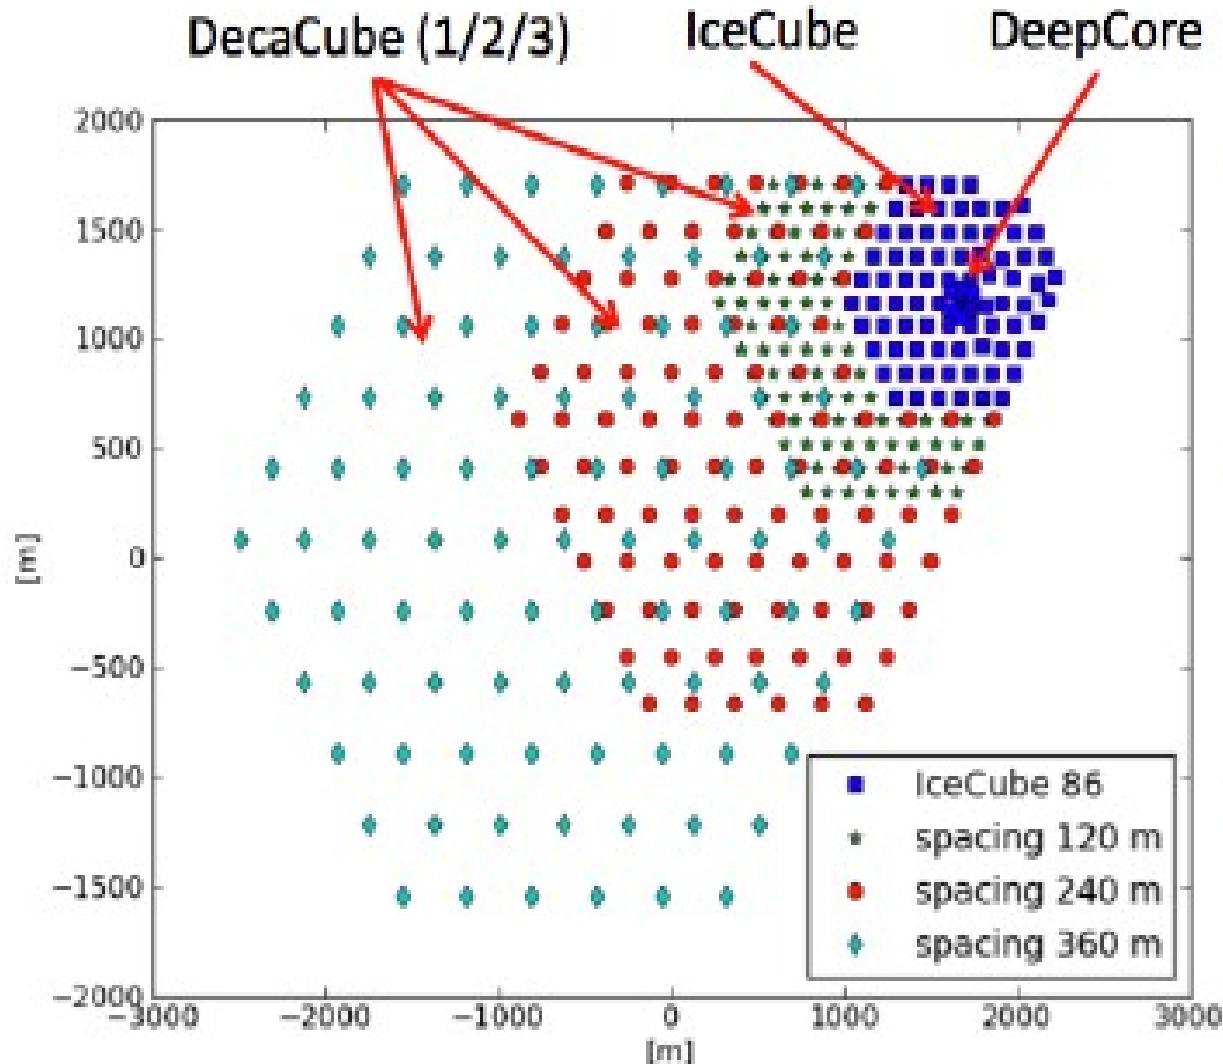 DecaCube (1/2/3) IceCube DeepCore
2000
1500
1000
500
0
−500
−1000
−1500
−2000
[m]
IceCube 86
spacing 120 m
spacing 240 m
spacing 360 m
−3000 −2000 −1000 0 1000 2000 3000
[m]